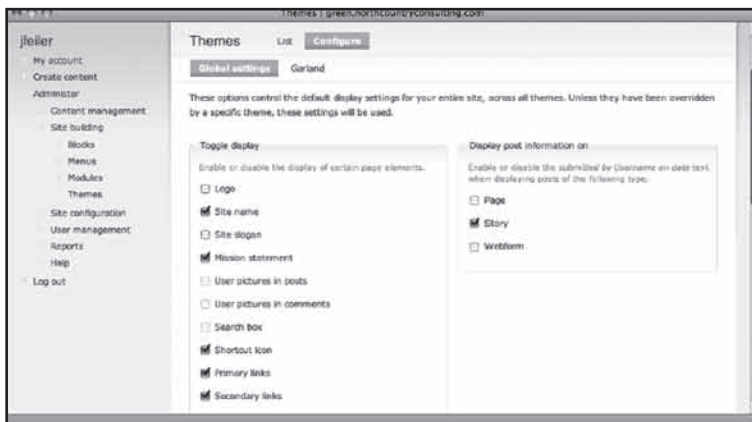 Themes | green.northcountryconsulting.com
jfeiler
My account
Create content
Administer
Content management
Site building
Blocks
Menus
Modules
Themes
Site configuration
User management
Reports
Help
Log out
Themes List Configure
Global settings Garland
These options control the default display settings for your entire site, across all themes. Unless they have been overridden
by a specific theme, these settings will be used.
Toggle display
Enable or disable the display of certain page elements.
Logo
Site name
Site slogan
Mission statement
User pictures in posts
User pictures in comments
Search box
Shortcut icon
Primary links
Secondary links
Display post information on
Enable or disable the submitted by Username on date text
when displaying posts of the following type.
Page
Story
Webform